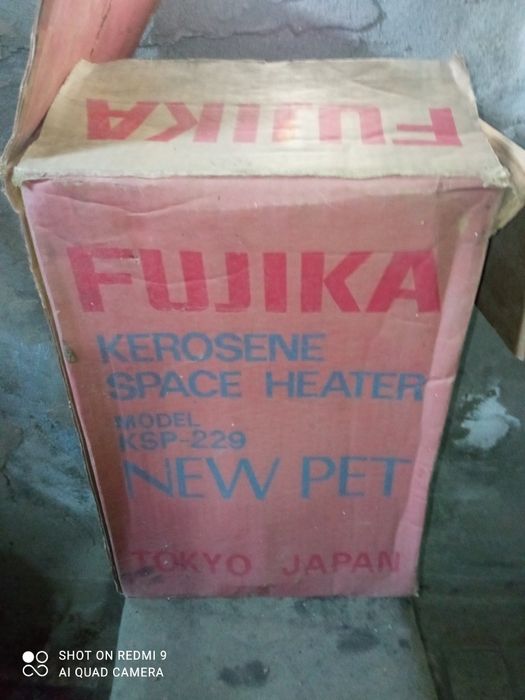 FUJIKA
FUJIKA
KEROSENE
SPACE HEATER
MODEL
KSP-229
NEW PET
TOKYO JAPAN
SHOT ON REDMI 9
AI QUAD CAMERA